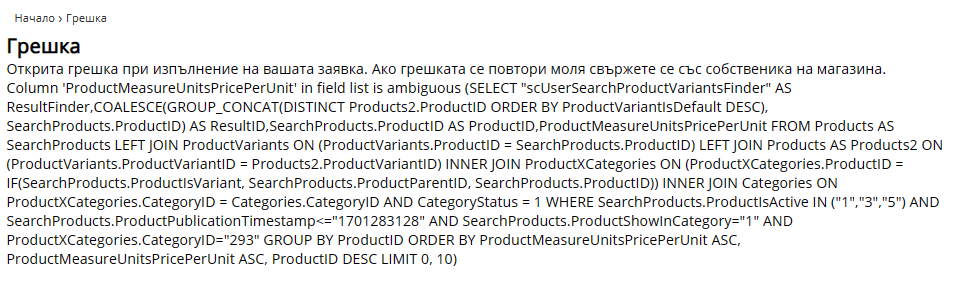 Начало › Грешка
Грешка
Открита грешка при изпълнение на вашата заявка. Ако грешката се повтори моля свържете се със собственика на магазина.
Column 'ProductMeasureUnitsPricePerUnit' in field list is ambiguous (SELECT "scUserSearchProductVariantsFinder" AS
ResultFinder,COALESCE(GROUP_CONCAT(DISTINCT Products2.ProductID ORDER BY ProductVariantIsDefault DESC),
SearchProducts.ProductID) AS ResultID,SearchProducts.ProductID AS ProductID,ProductMeasureUnitsPricePerUnit FROM Products AS
SearchProducts LEFT JOIN ProductVariants ON (ProductVariants.ProductID = SearchProducts.ProductID) LEFT JOIN Products AS Products2 ON
(ProductVariants.ProductVariantID = Products2.ProductVariantID) INNER JOIN ProductXCategories ON (ProductXCategories.ProductID =
IF(SearchProducts.ProductIsVariant, SearchProducts.ProductParentID, SearchProducts.ProductID)) INNER JOIN Categories ON
ProductXCategories.CategoryID = Categories.CategoryID AND CategoryStatus = 1 WHERE SearchProducts.ProductIsActive IN ("1","3","5") AND
SearchProducts.ProductPublicationTimestamp<="1701283128" AND SearchProducts.ProductShowInCategory="1" AND
ProductXCategories.CategoryID="293" GROUP BY ProductID ORDER BY ProductMeasureUnitsPricePerUnit ASC,
ProductMeasureUnitsPricePerUnit ASC, ProductID DESC LIMIT 0, 10)